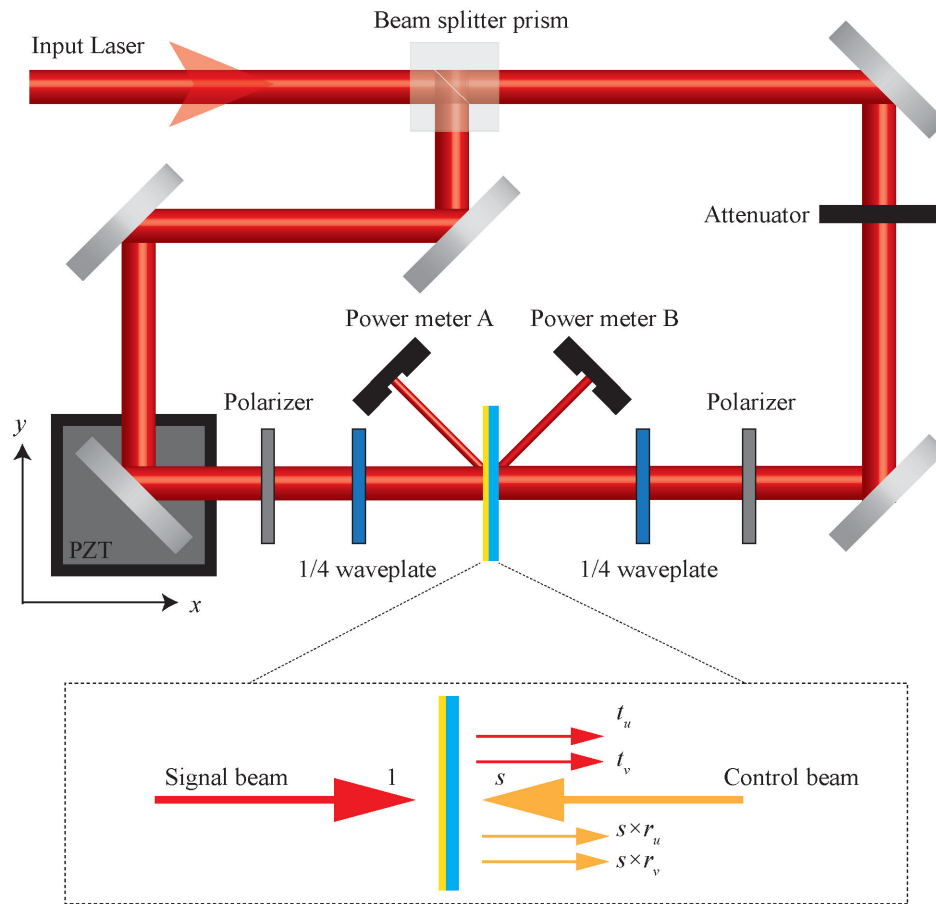 Beam splitter prism
Input Laser
Attenuator
Power meter A
Power meter B
Polarizer
Polarizer
y
PZT
1/4 waveplate
1/4 waveplate
x
t_u
Signal beam
1
s
t_v
Control beam
s×r_u
s×r_v